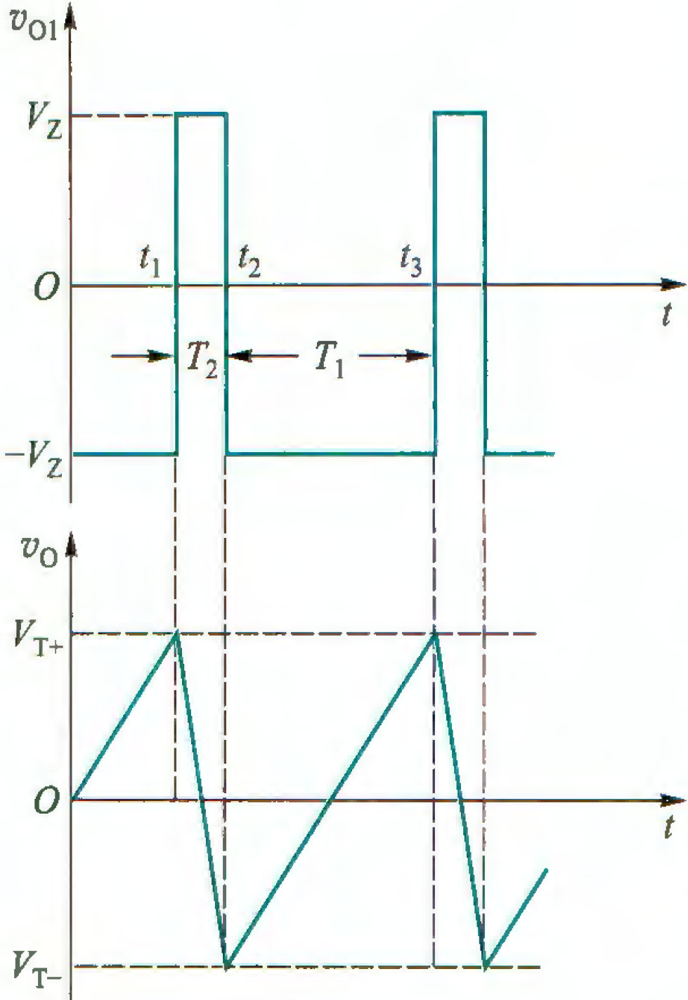 v_O1
V_Z
t_1 t_2 t_3
O
t
T_2 T_1
-V_Z
v_O
V_T+
O
t
V_T-